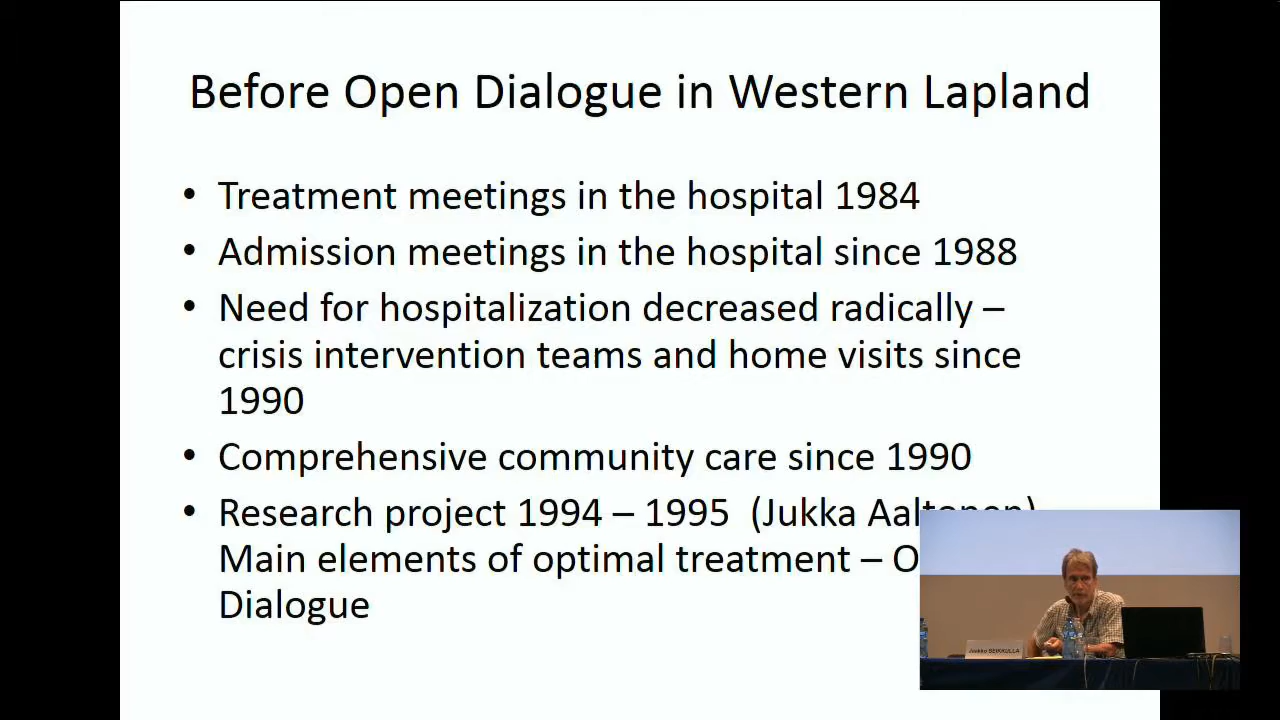 Before Open Dialogue in Western Lapland
• Treatment meetings in the hospital 1984
• Admission meetings in the hospital since 1988
• Need for hospitalization decreased radically –
crisis intervention teams and home visits since
1990
• Comprehensive community care since 1990
• Research project 1994 – 1995 (Jukka Aaltonen)
Main elements of optimal treatment – O
Dialogue
Jaakko SEIKKULLA